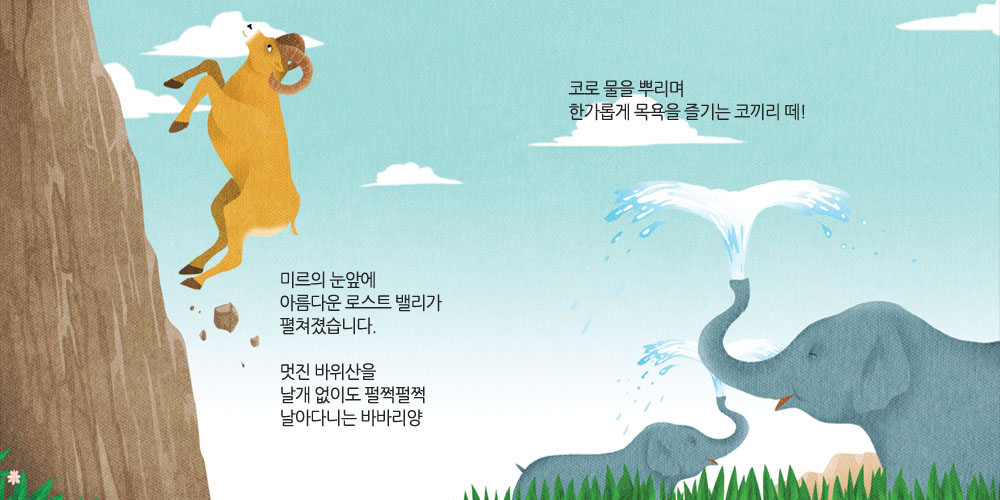 미르의 눈앞에
아름다운 로스트 밸리가
펼쳐졌습니다.
멋진 바위산을
날개 없이도 펄쩍펄쩍
날아다니는 바바리양
코로 물을 뿌리며
한가롭게 목욕을 즐기는 코끼리 떼!